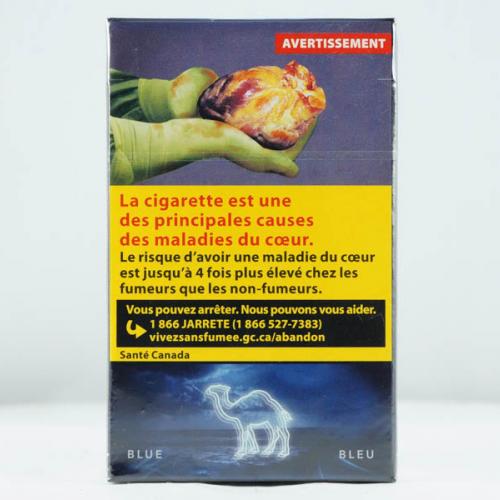 AVERTISSEMENT
La cigarette est une
des principales causes
des maladies du cœur.
Le risque d'avoir une maladie du cœur
est jusqu'à 4 fois plus élevé chez les
fumeurs que les non-fumeurs.
Vous pouvez arrêter. Nous pouvons vous aider.
1 866 JARRETE (1 866 527-7383)
vivezsansfumee.gc.ca/abandon
Santé Canada
BLUE BLEU